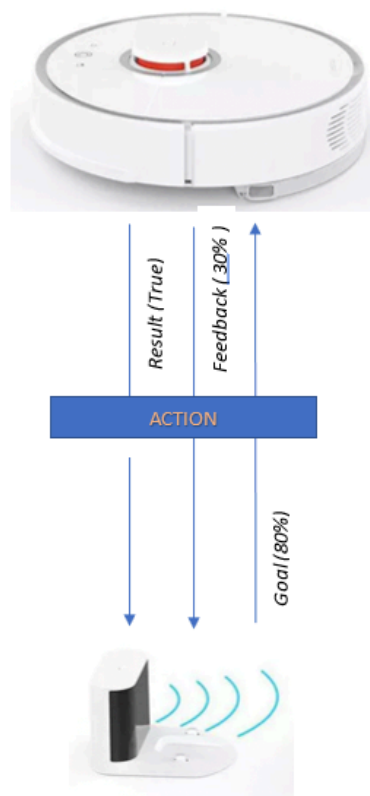 Result (True)
Feedback ( 30% )
ACTION
Goal (80%)